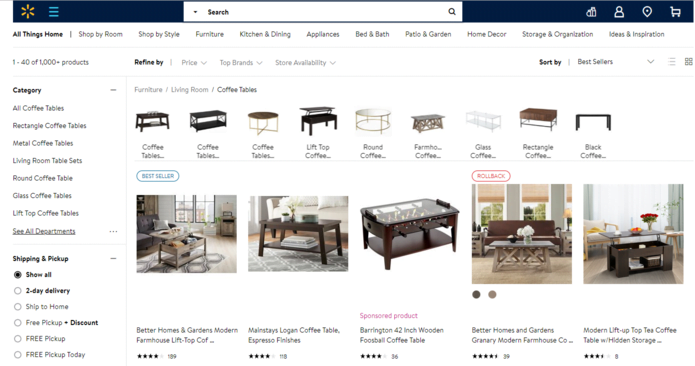 Search
All Things Home | Shop by Room Shop by Style Furniture Kitchen & Dining Appliances Bed & Bath Patio & Garden Home Decor Storage & Organization Ideas & Inspiration
1 - 40 of 1,000+ products
Refine by | Price Top Brands Store Availability
Sort by | Best Sellers
Category
All Coffee Tables
Rectangle Coffee Tables
Metal Coffee Tables
Living Room Table Sets
Round Coffee Table
Glass Coffee Tables
Lift Top Coffee Tables
See All Departments ...
Shipping & Pickup
Show all
2-day delivery
Ship to Home
Free Pickup + Discount
FREE Pickup
FREE Pickup Today
Furniture / Living Room / Coffee Tables
Coffee Tables...
Coffee Tables...
Coffee Tables...
Lift Top Coffee...
Round Coffee...
Farmho... Coffee...
Glass Coffee...
Rectangle Coffee...
Black Coffee...
BEST SELLER
Better Homes & Gardens Modern
Farmhouse Lift-Top Cof ...
189
Mainstays Logan Coffee Table,
Espresso Finishes
118
Sponsored product
Barrington 42 Inch Wooden
Foosball Coffee Table
36
ROLLBACK
Better Homes and Gardens
Granary Modern Farmhouse Co ...
39
Modern Lift-up Top Tea Coffee
Table w/Hidden Storage ...
8